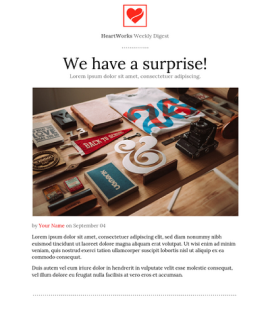 HeartWorks Weekly Digest
We have a surprise!
Lorem ipsum dolor sit amet, consectetuer adipiscing.
BACK TO
&
by Your Name on September 04
Lorem ipsum dolor sit amet, consectetuer adipiscing elit, sed diam nonummy nibh
euismod tincidunt ut laoreet dolore magna aliquam erat volutpat. Ut wisi enim ad minim
veniam, quis nostrud exerci tation ullamcorper suscipit lobortis nisl ut aliquip ex ea
commodo consequat.
Duis autem vel eum iriure dolor in hendrerit in vulputate velit esse molestie consequat,
vel illum dolore eu feugiat nulla facilisis at vero eros et accumsan.